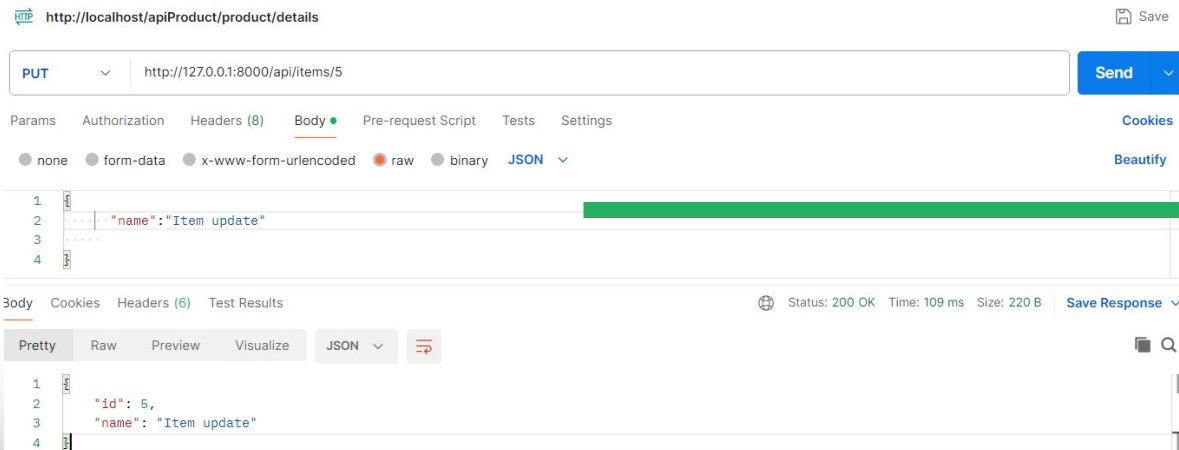 HTTP http://localhost/apiProduct/product/details Save
PUT http://127.0.0.1:8000/api/items/5 Send
Params Authorization Headers (8) Body Pre-request Script Tests Settings Cookies
none form-data x-www-form-urlencoded raw binary JSON Beautify
1 {
2 "name":"Item update"
3
4 }
Body Cookies Headers (6) Test Results Status: 200 OK Time: 109 ms Size: 220 B Save Response
Pretty Raw Preview Visualize JSON
1 {
2 "id": 5,
3 "name": "Item update"
4 }